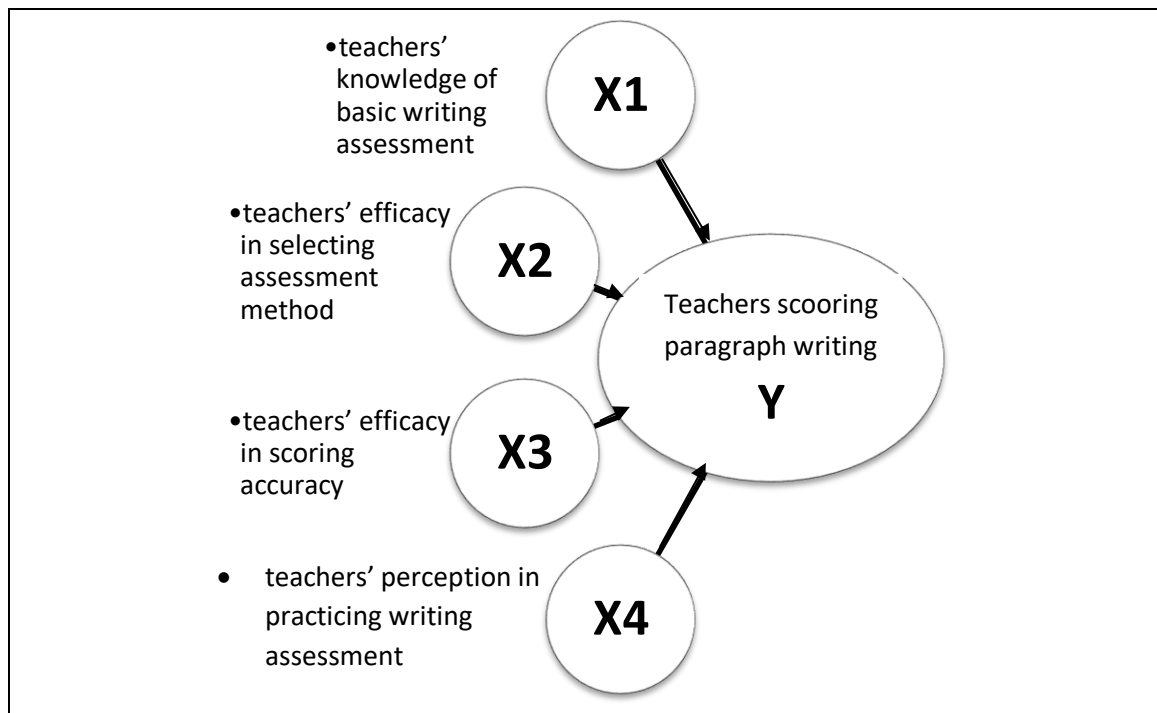 •teachers’
knowledge of
basic writing
assessment
X1
•teachers’ efficacy
in selecting
assessment
method
X2
•teachers’ efficacy
in scoring
accuracy
X3
• teachers’ perception in
practicing writing
assessment
X4
Teachers scooring
paragraph writing
Y